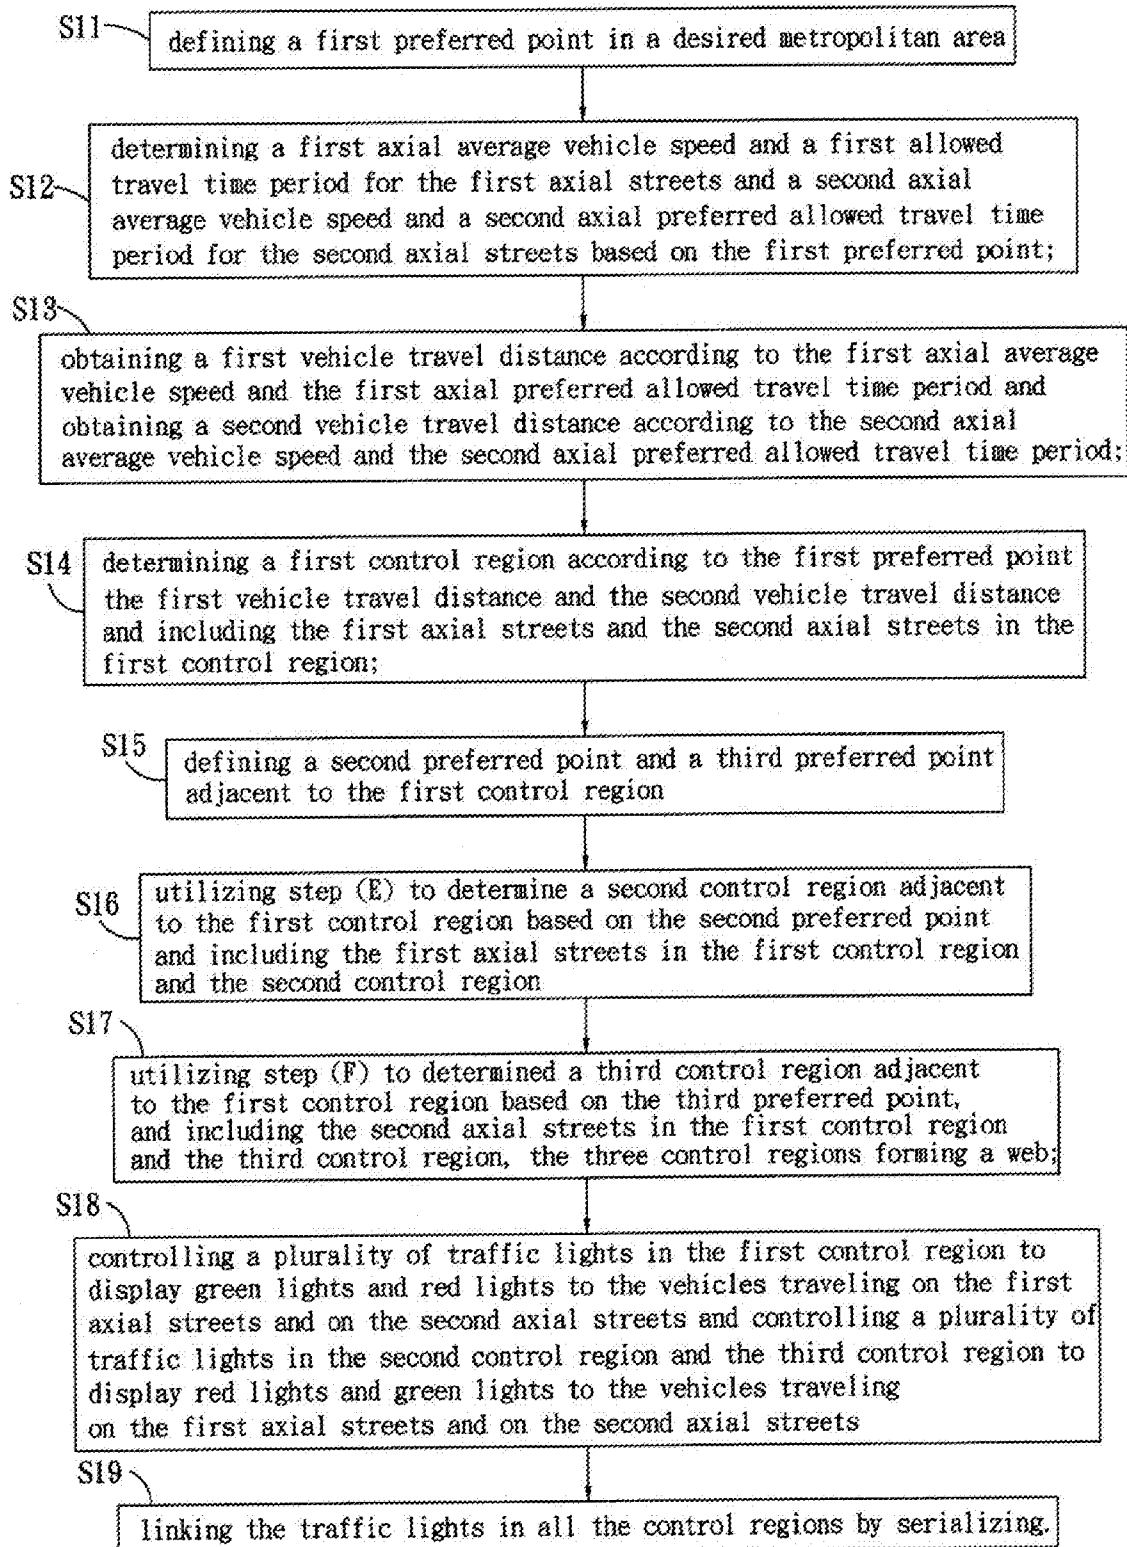 S11
defining a first preferred point in a desired metropolitan area
S12
determining a first axial average vehicle speed and a first allowed
travel time period for the first axial streets and a second axial
average vehicle speed and a second axial preferred allowed travel time
period for the second axial streets based on the first preferred point;
S13
obtaining a first vehicle travel distance according to the first axial average
vehicle speed and the first axial preferred allowed travel time period and
obtaining a second vehicle travel distance according to the second axial
average vehicle speed and the second axial preferred allowed travel time period;
S14
determining a first control region according to the first preferred point
the first vehicle travel distance and the second vehicle travel distance
and including the first axial streets and the second axial streets in the
first control region;
S15
defining a second preferred point and a third preferred point
adjacent to the first control region
S16
utilizing step (E) to determine a second control region adjacent
to the first control region based on the second preferred point
and including the first axial streets in the first control region
and the second control region
S17
utilizing step (F) to determined a third control region adjacent
to the first control region based on the third preferred point,
and including the second axial streets in the first control region
and the third control region, the three control regions forming a web;
S18
controlling a plurality of traffic lights in the first control region to
display green lights and red lights to the vehicles traveling on the first
axial streets and on the second axial streets and controlling a plurality of
traffic lights in the second control region and the third control region to
display red lights and green lights to the vehicles traveling
on the first axial streets and on the second axial streets
S19
linking the traffic lights in all the control regions by serializing.